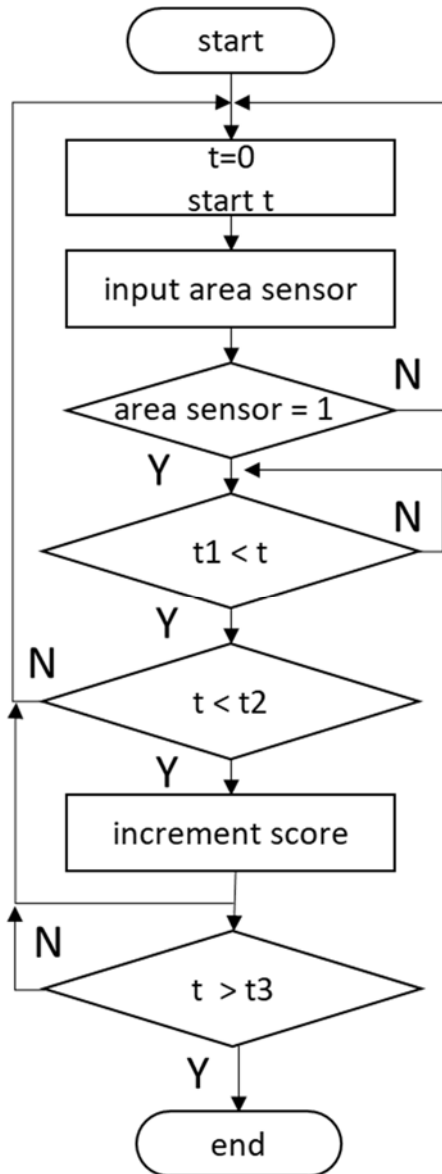 start
t=0
start t
input area sensor
area sensor = 1
N
Y
t1 < t
N
Y
N
t < t2
Y
increment score
N
t > t3
Y
end